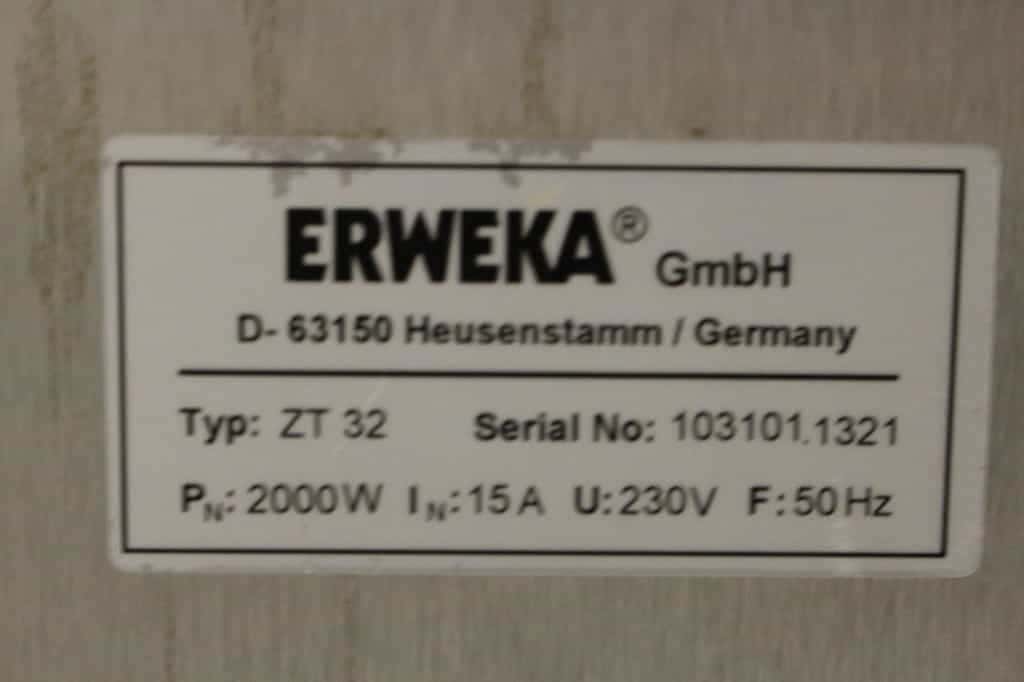 ERWEKA® GmbH
D- 63150 Heusenstamm / Germany
Typ: ZT 32 Serial No: 103101.1321
PN: 2000W IN: 15 A U: 230V F: 50 Hz